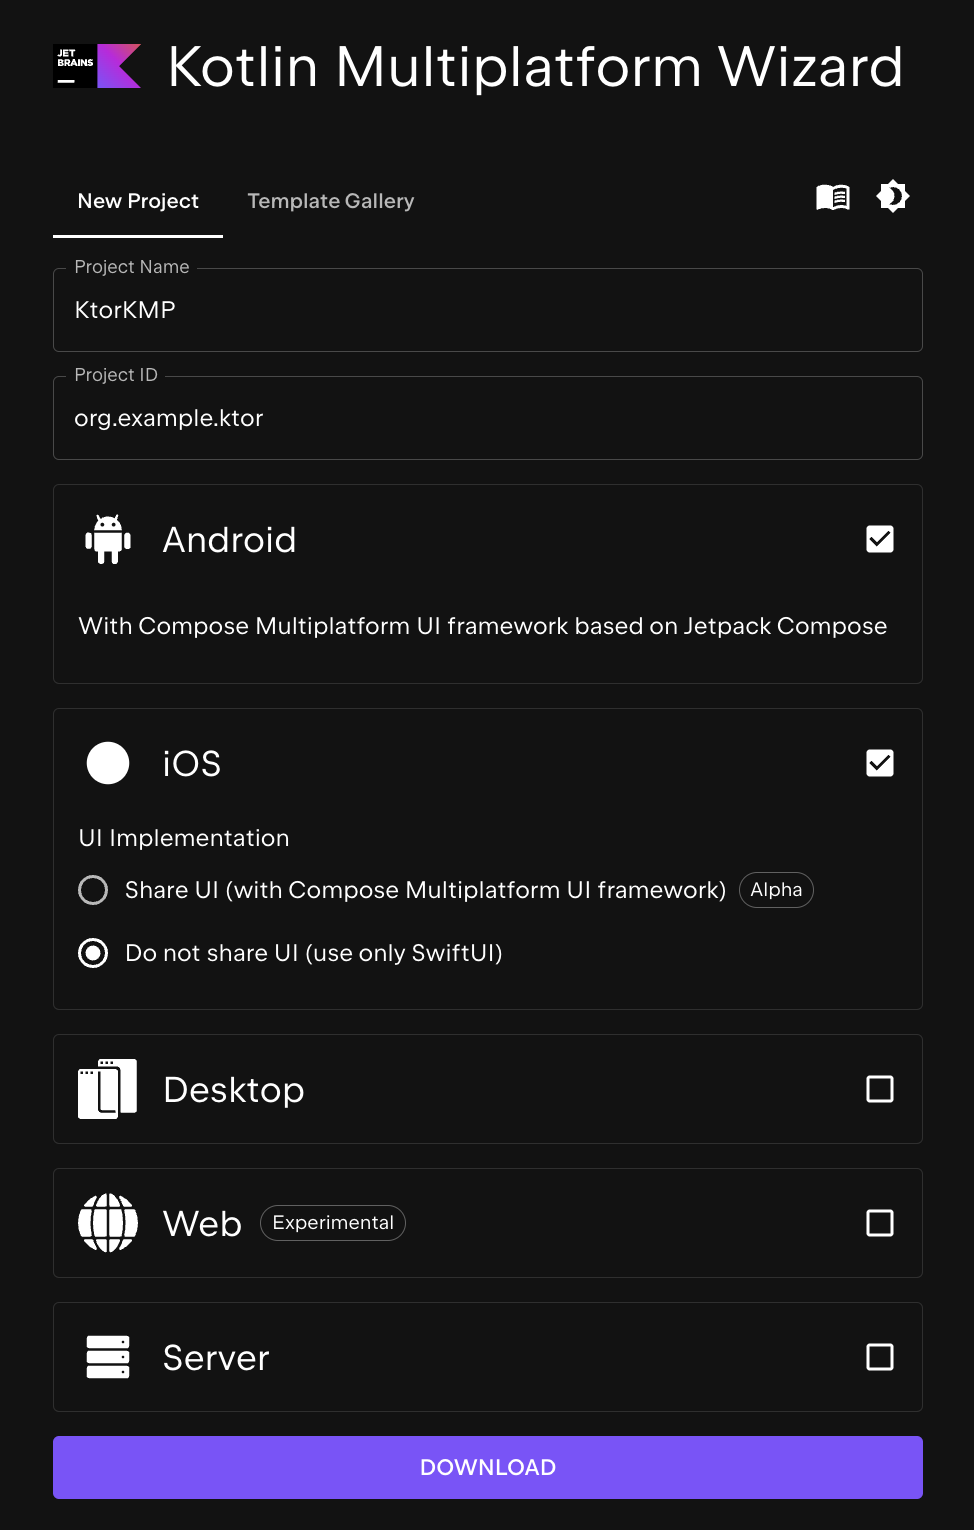 JET
BRAINS
Kotlin Multiplatform Wizard
New Project
Template Gallery
Project Name
KtorKMP
Project ID
org.example.ktor
Android
With Compose Multiplatform UI framework based on Jetpack Compose
iOS
UI Implementation
Share UI (with Compose Multiplatform UI framework) Alpha
Do not share UI (use only SwiftUI)
Desktop
Web Experimental
Server
DOWNLOAD